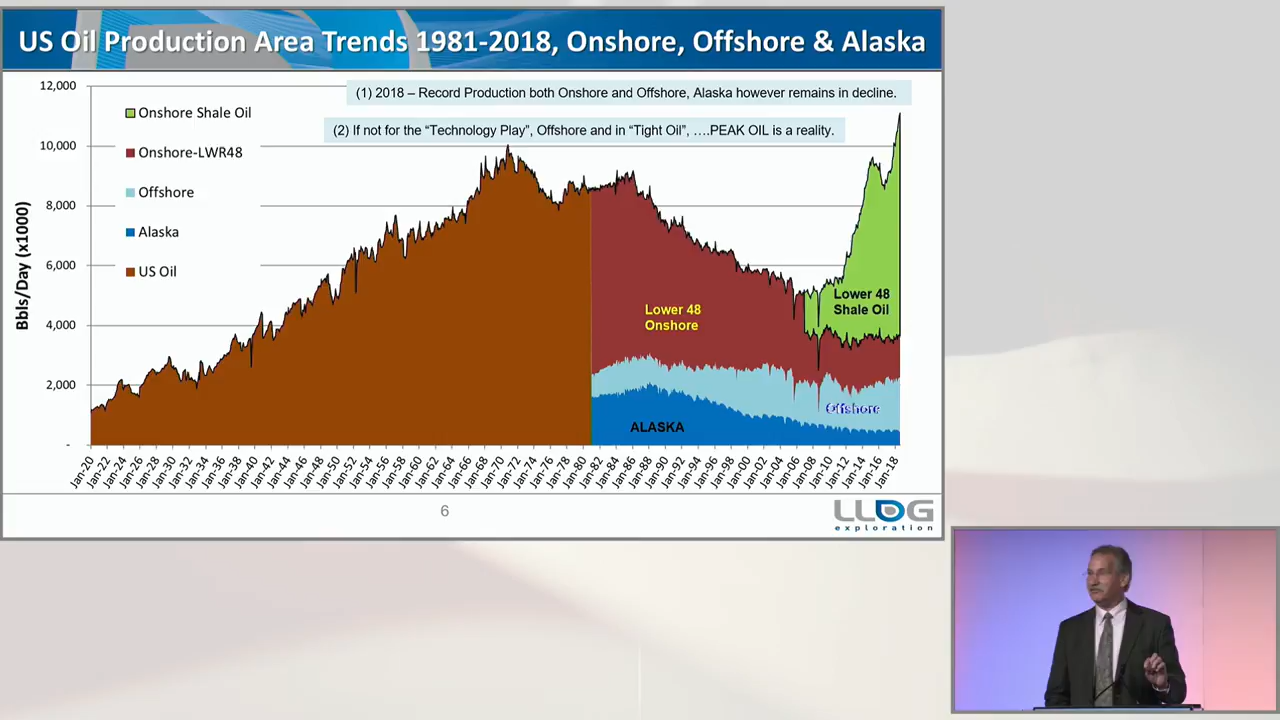 US Oil Production Area Trends 1981-2018, Onshore, Offshore & Alaska
(1) 2018 – Record Production both Onshore and Offshore, Alaska however remains in decline.
(2) If not for the “Technology Play”, Offshore and in “Tight Oil”, ….PEAK OIL is a reality.
Onshore Shale Oil
Onshore-LWR48
Offshore
Alaska
US Oil
Bbls/Day (x1000)
12,000
10,000
8,000
6,000
4,000
2,000
-
Lower 48
Onshore
Lower 48
Shale Oil
Offshore
ALASKA
Jan-20
Jan-22
Jan-24
Jan-26
Jan-28
Jan-30
Jan-32
Jan-34
Jan-36
Jan-38
Jan-40
Jan-42
Jan-44
Jan-46
Jan-48
Jan-50
Jan-52
Jan-54
Jan-56
Jan-58
Jan-60
Jan-62
Jan-64
Jan-66
Jan-68
Jan-70
Jan-72
Jan-74
Jan-76
Jan-78
Jan-80
Jan-82
Jan-84
Jan-86
Jan-88
Jan-90
Jan-92
Jan-94
Jan-96
Jan-98
Jan-00
Jan-02
Jan-04
Jan-06
Jan-08
Jan-10
Jan-12
Jan-14
Jan-16
Jan-18
6
LLOG
exploration